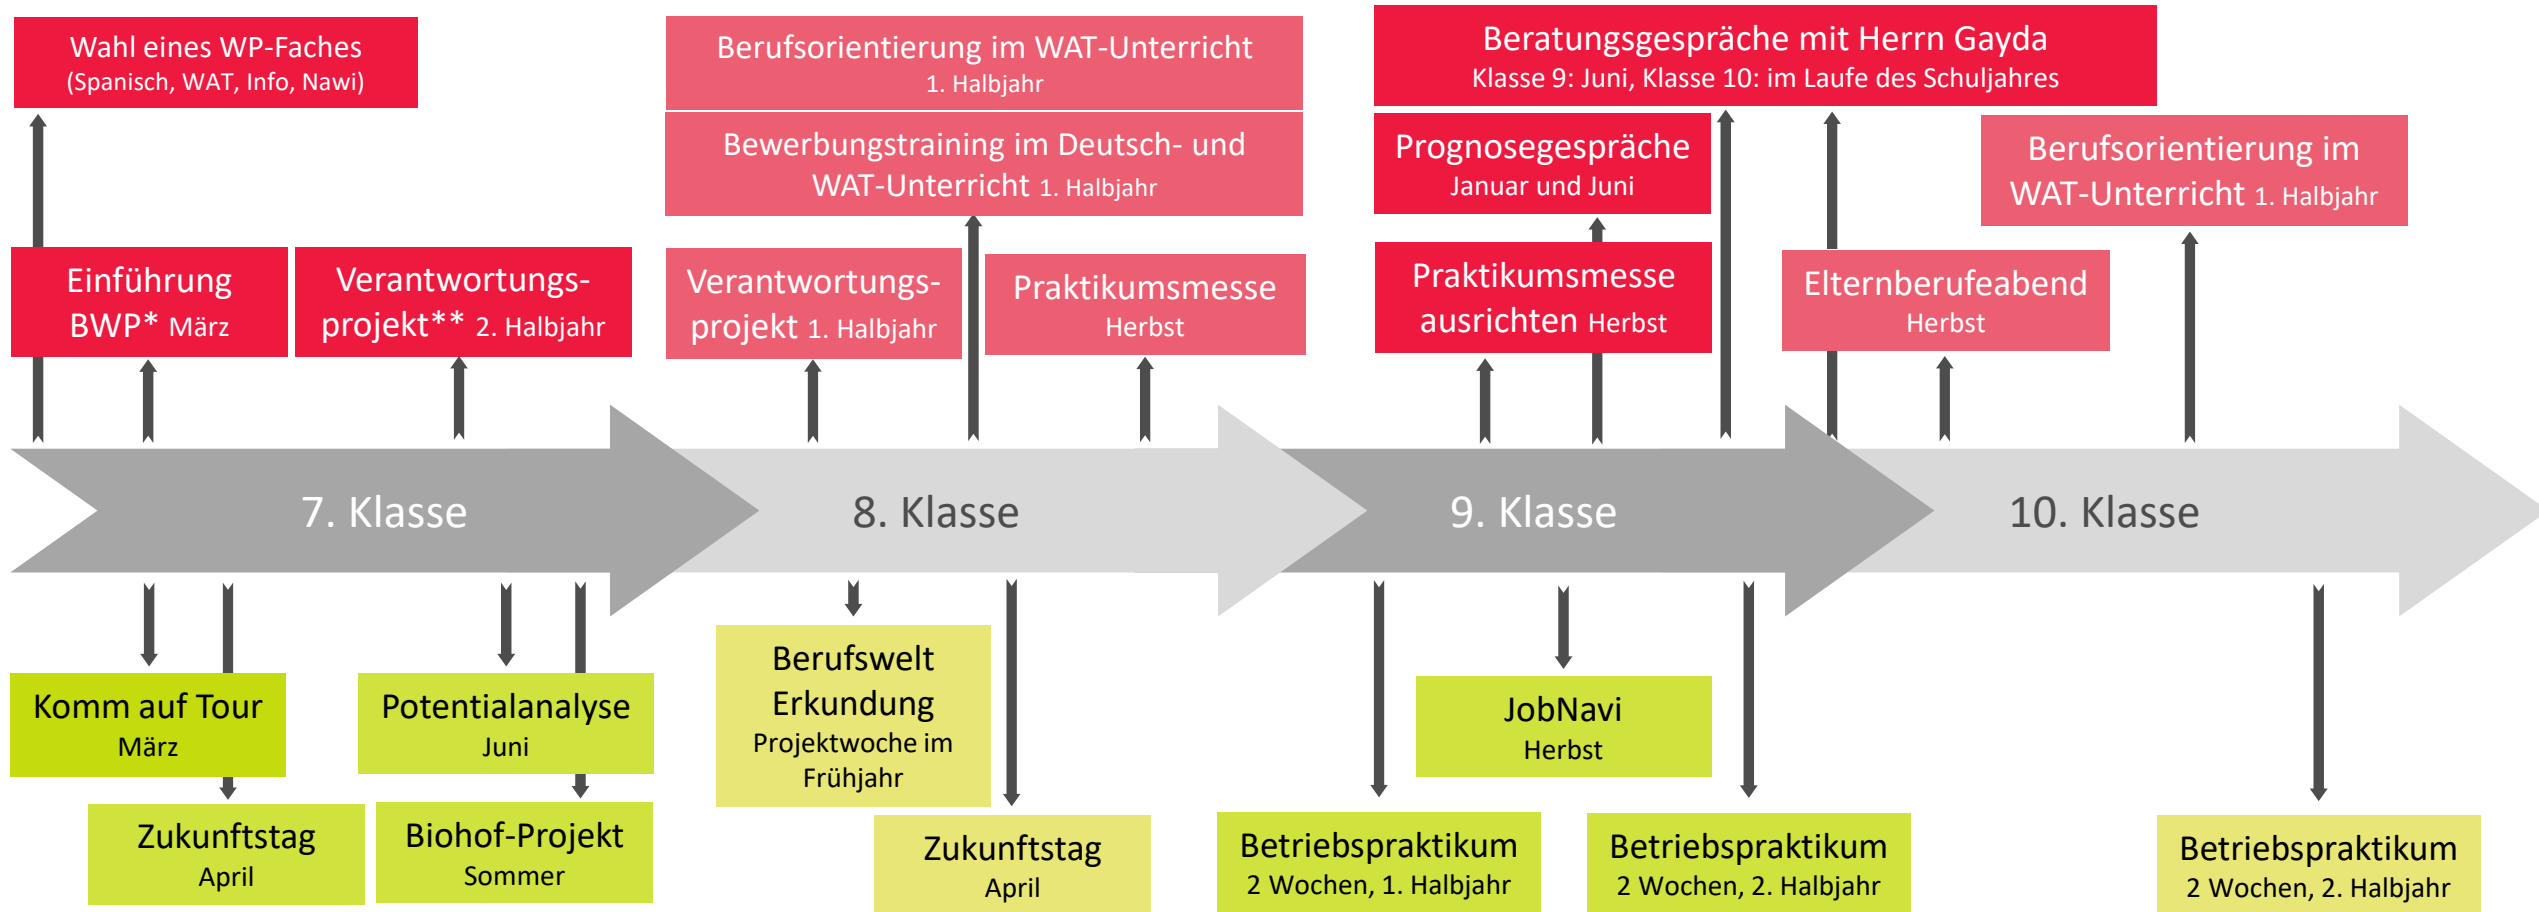 Wahl eines WP-Faches
(Spanisch, WAT, Info, Nawi)
Berufsorientierung im WAT-Unterricht
1. Halbjahr
Bewerbungstraining im Deutsch- und
WAT-Unterricht 1. Halbjahr
Beratungsgespräche mit Herrn Gayda
Klasse 9: Juni, Klasse 10: im Laufe des Schuljahres
Prognosegespräche
Januar und Juni
Berufsorientierung im
WAT-Unterricht 1. Halbjahr
Einführung
BWP* März
Verantwortungs-
projekt** 2. Halbjahr
Verantwortungs-
projekt 1. Halbjahr
Praktikumsmesse
Herbst
Praktikumsmesse
ausrichten Herbst
Elternberufeabend
Herbst
7. Klasse
8. Klasse
9. Klasse
10. Klasse
Komm auf Tour
März
Potentialanalyse
Juni
Berufswelt
Erkundung
Projektwoche im
Frühjahr
JobNavi
Herbst
Zukunftstag
April
Biohof-Projekt
Sommer
Zukunftstag
April
Betriebspraktikum
2 Wochen, 1. Halbjahr
Betriebspraktikum
2 Wochen, 2. Halbjahr
Betriebspraktikum
2 Wochen, 2. Halbjahr